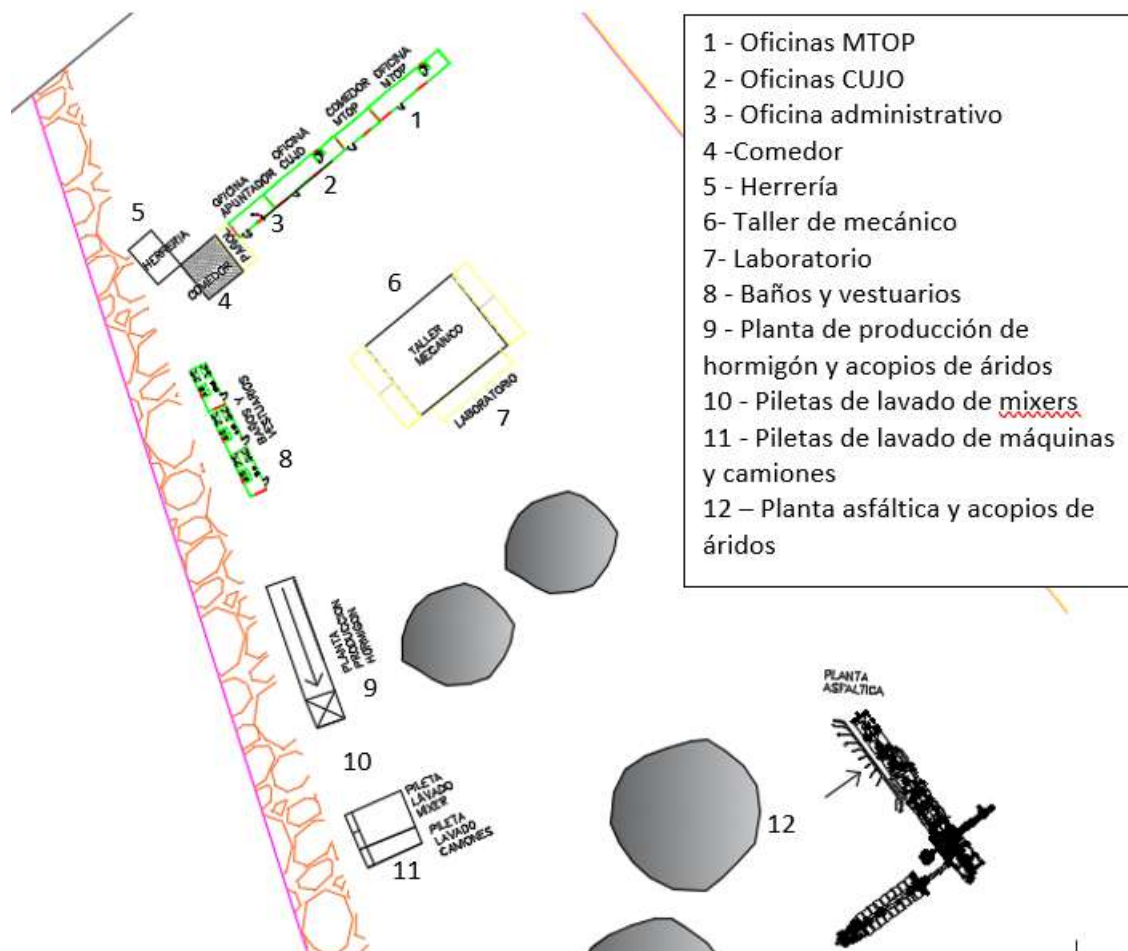 1 - Oficinas MTOP
2 - Oficinas CUJO
3 - Oficina administrativo
4 -Comedor
5 - Herrería
6- Taller de mecánico
7- Laboratorio
8 - Baños y vestuarios
9 - Planta de producción de
hormigón y acopios de áridos
10 - Piletas de lavado de mixers
11 - Piletas de lavado de máquinas
y camiones
12 – Planta asfáltica y acopios de
áridos
OFICINA
MTOP
1
COMEDOR
MTOP
OFICINA
CUJO
2
OFICINA
APUNTADOR
3
PAÑOL
5
HERRERIA
COMEDOR
4
6
TALLER
MECANICO
LABORATORIO
7
BAÑOS Y
VESTUARIOS
8
PLANTA
PRODUCCION
HORMIGON
9
10
PILETA
LAVADO
MIXER
PILETA
LAVADO
CAMIONES
11
PLANTA
ASFALTICA
12